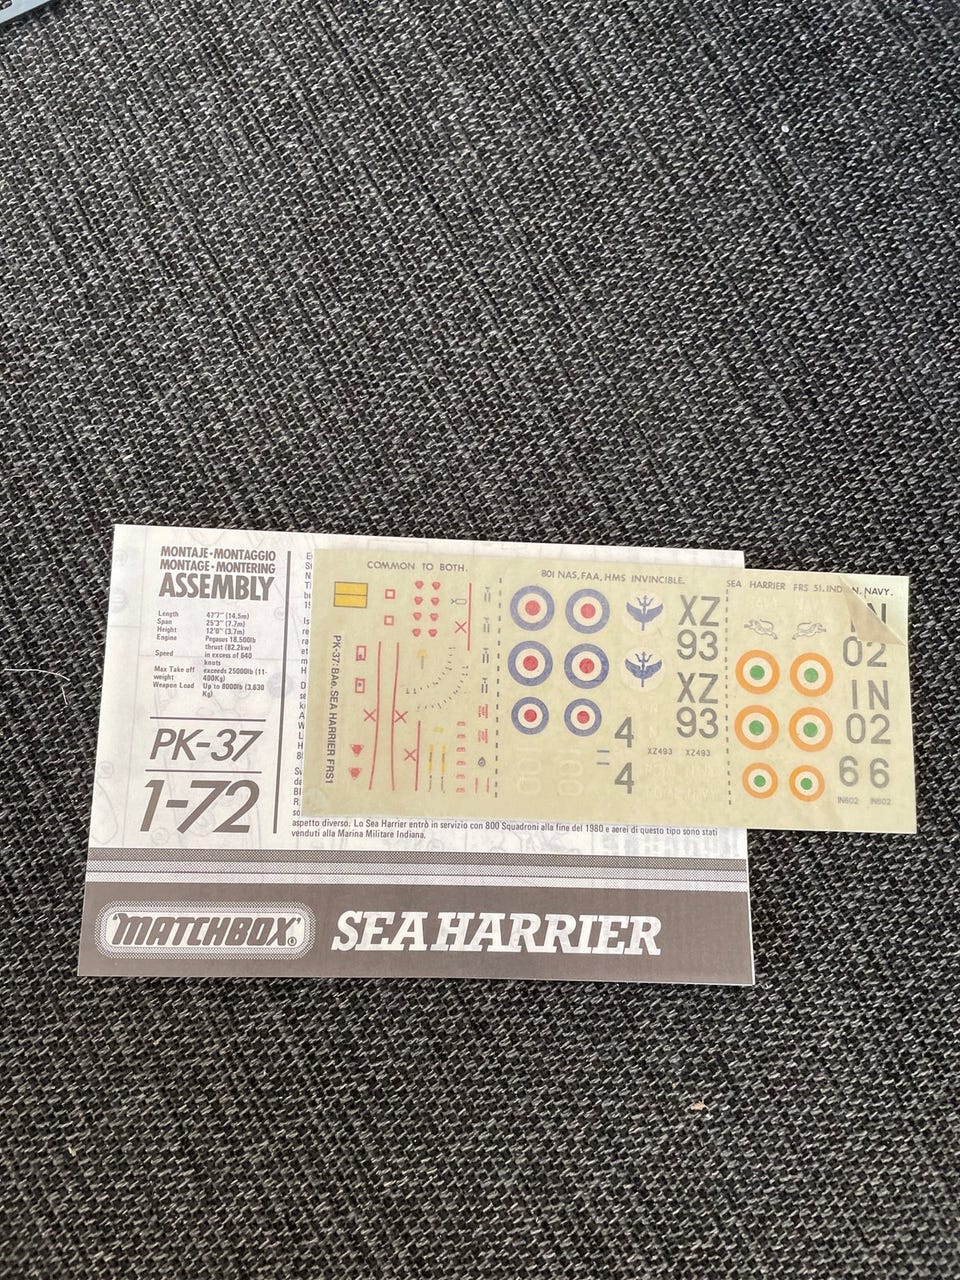 MONTAJE•MONTAGGIO
MONTAGE•MONTERING
ASSEMBLY
Length 42'7" (14.5m)
Span 25'3" (7.7m)
Height 12'0" (3.7m)
Engine Pegasus 18.500lb
thrust (82.2kw)
Speed in excess of 640
knots
Max Take off exceeds 25000lb (11-
weight 400Kg)
Weapon Load Up to 8000lb (3.630
Kg)
PK-37
1-72
aspetto diverso. Lo Sea Harrier entrò in servizio con 800 Squadroni alla fine del 1980 e aerei di questo tipo sono stati
venduti alla Marina Militare Indiana.
MATCHBOX®
SEA HARRIER
COMMON TO BOTH.
PK-37: BAe SEA HARRIER FRS1
801 NAS, FAA, HMS INVINCIBLE.
XZ
93
XZ
93
4
4
XZ493 XZ493
SEA HARRIER FRS 51. IND N. NAVY.
N
02
IN
02
66
IN602 IN602